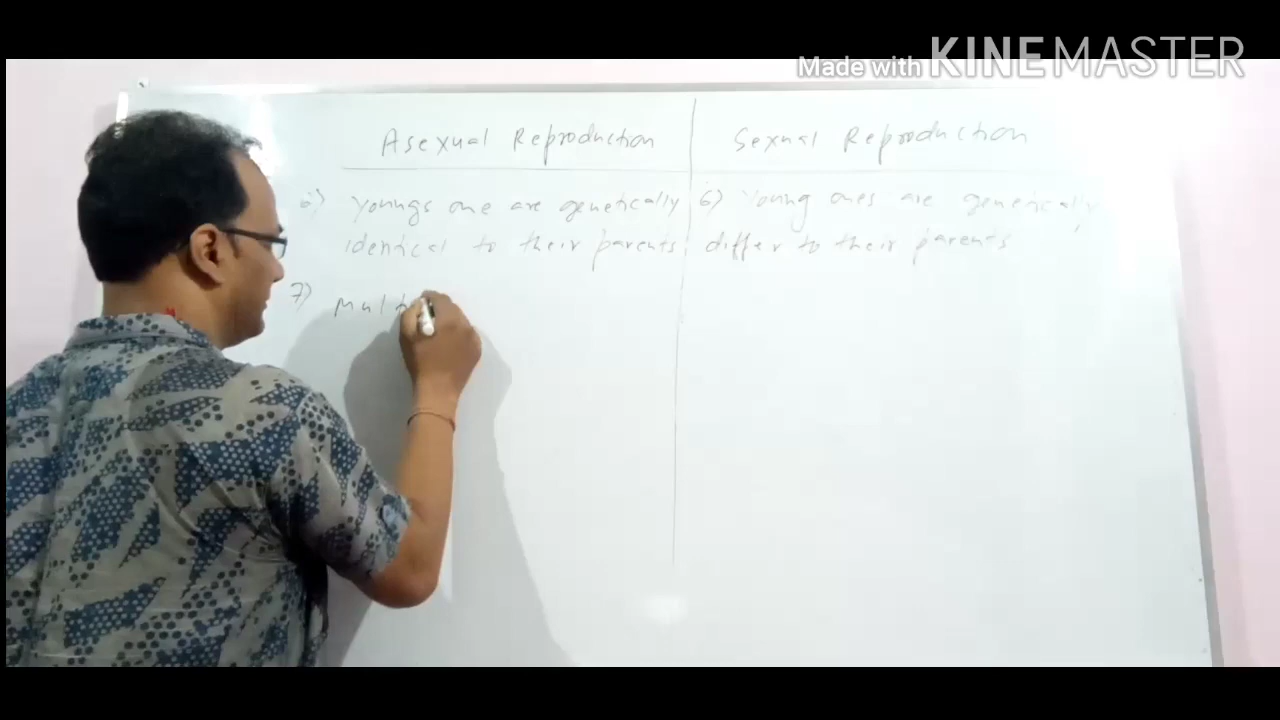 Made with KINEMASTER
Asexual Reproduction
Sexual Reproduction
6) Youngs one are genetically
identical to their parents
6) Young ones are genetically
differ to their parents
7) Mult